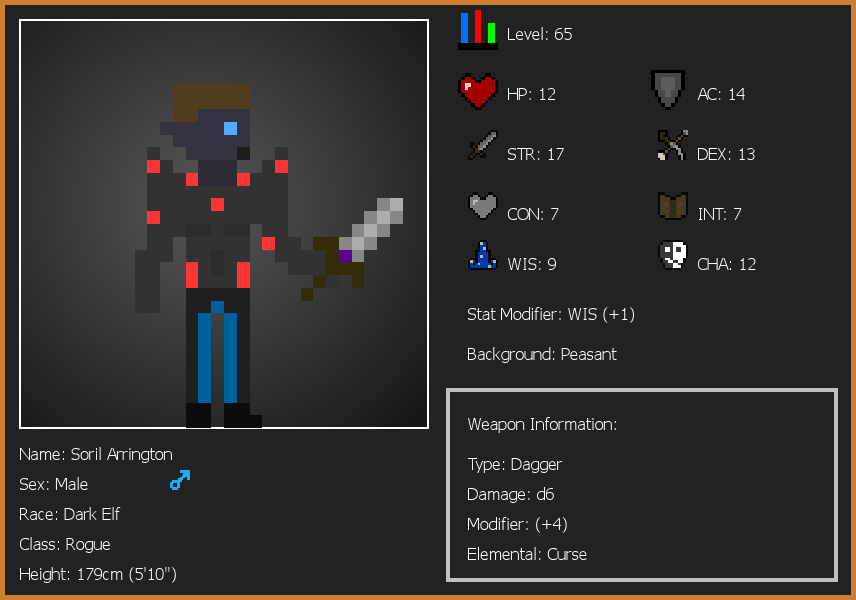 Level: 65
HP: 12
AC: 14
STR: 17
DEX: 13
CON: 7
INT: 7
WIS: 9
CHA: 12
Stat Modifier: WIS (+1)
Background: Peasant
Weapon Information:
Type: Dagger
Damage: d6
Modifier: (+4)
Elemental: Curse
Name: Soril Arrington
Sex: Male
Race: Dark Elf
Class: Rogue
Height: 179cm (5'10")